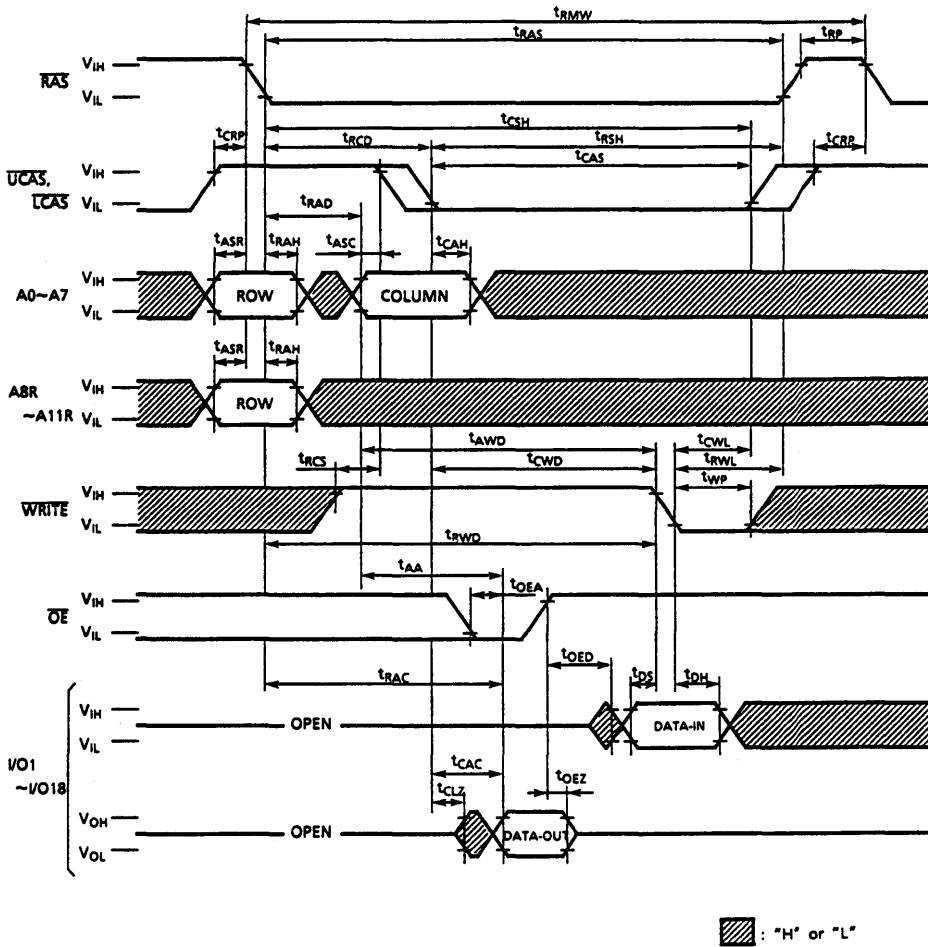 tRMW
tRAS
tRP
RAS
VIH
VIL
tCSH
tCRP
tRCD
tRSH
tCRP
tCAS
UCAS,
LCAS
VIH
VIL
tRAD
tASR
tRAH
tASC
tCAH
A0~A7
VIH
VIL
ROW
COLUMN
tASR
tRAH
A8R
~A11R
VIH
VIL
ROW
tAWD
tCWL
tRCS
tCWD
tRWL
tWP
WRITE
VIH
VIL
tRWD
tAA
tOEA
OE
VIH
VIL
tOED
tRAC
tDS
tDH
VIH
VIL
OPEN
DATA-IN
I/O1
~I/O18
tCAC
tOEZ
tCLZ
VOH
VOL
OPEN
DATA-OUT
: "H" or "L"